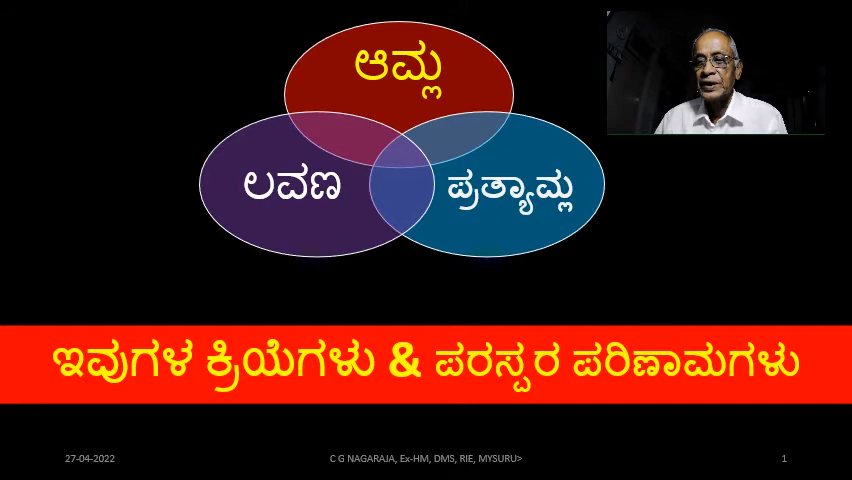 ಆಮ್ಲ
ಲವಣ
ಪ್ರತ್ಯಾಮ್ಲ
ಇವುಗಳ ಕ್ರಿಯೆಗಳು & ಪರಸ್ಪರ ಪರಿಣಾಮಗಳು
27-04-2022
C G NAGARAJA, Ex-HM, DMS, RIE, MYSURU>
1